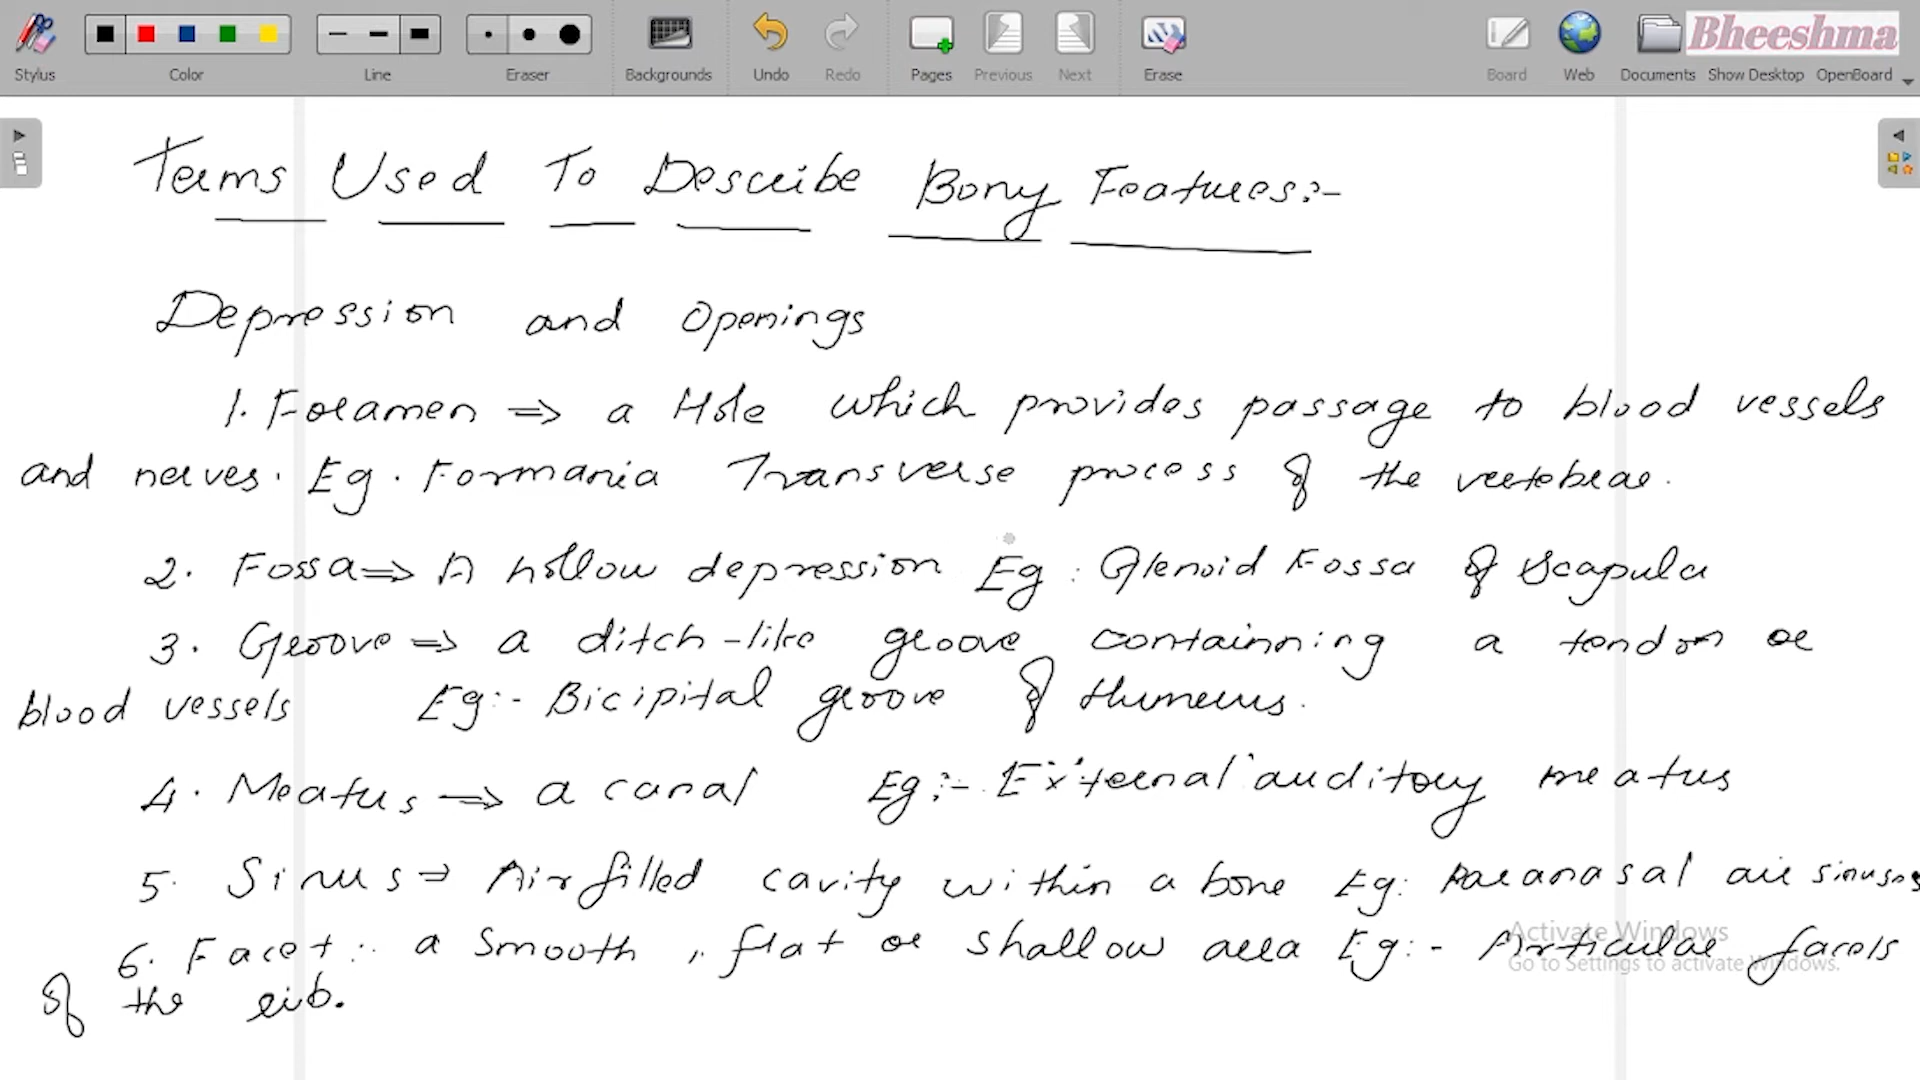 Stylus Color Line Eraser Backgrounds Undo Redo Pages Previous Next Erase Board Web Documents Show Desktop OpenBoard
Bheeshma
Terms Used To Describe Bony Features:-
Depression and Openings
1. Foramen ⇒ a Hole which provides passage to blood vessels
and nerves. Eg. Formania Transverse process of the vertebrae.
2. Fossa ⇒ A hollow depression Eg : Glenoid Fossa of Scapula
3. Groove ⇒ a ditch-like groove containning a tendon or
blood vessels Eg:- Bicipital groove of Humerus.
4. Meatus ⇒ a canal Eg:- External auditory meatus
5. Sinus ⇒ Air filled cavity within a bone Eg: Paranasal air sinuses
6. Facet :- a smooth, flat or shallow area Eg:- Articular facets
of the rib.
Activate Windows
Go to Settings to activate Windows.